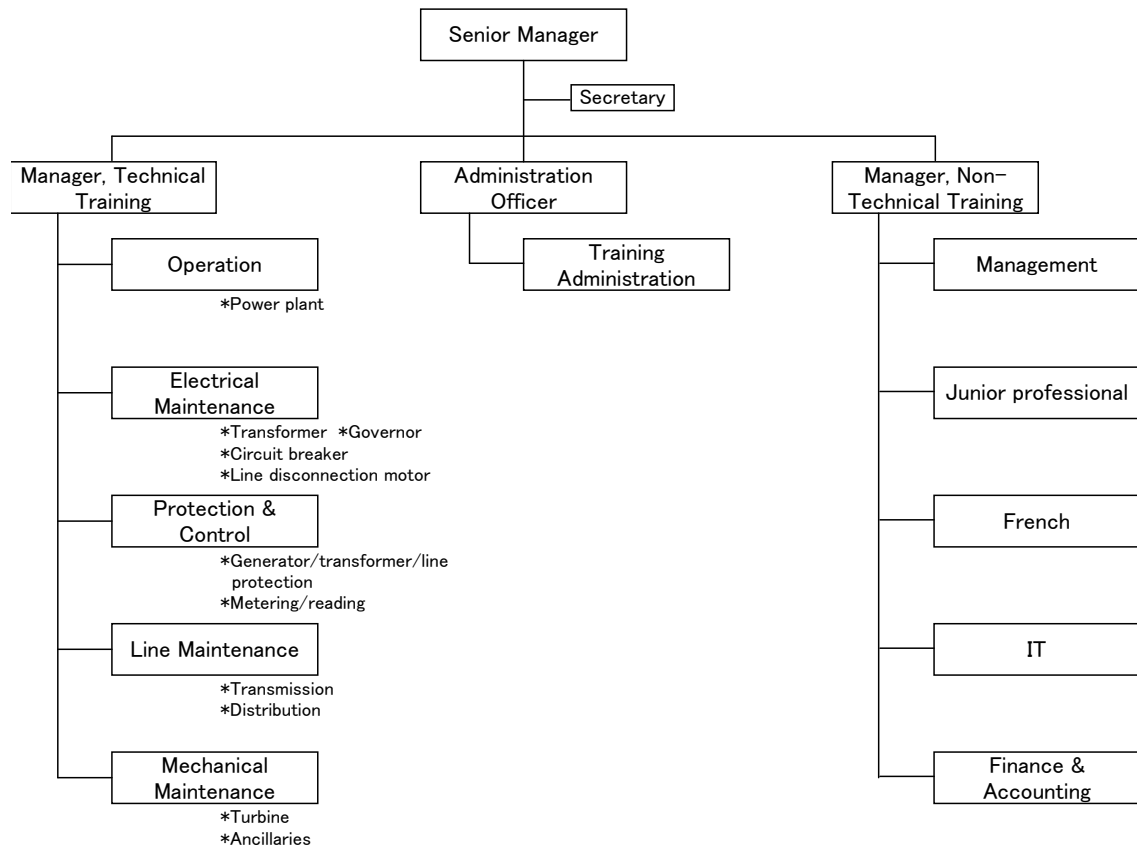 Senior Manager
Secretary
Manager, Technical
Training
Administration
Officer
Manager, Non-
Technical Training
Operation
*Power plant
Electrical
Maintenance
*Transformer *Governor
*Circuit breaker
*Line disconnection motor
Protection &
Control
*Generator/transformer/line
protection
*Metering/reading
Line Maintenance
*Transmission
*Distribution
Mechanical
Maintenance
*Turbine
*Ancillaries
Training
Administration
Management
Junior professional
French
IT
Finance &
Accounting